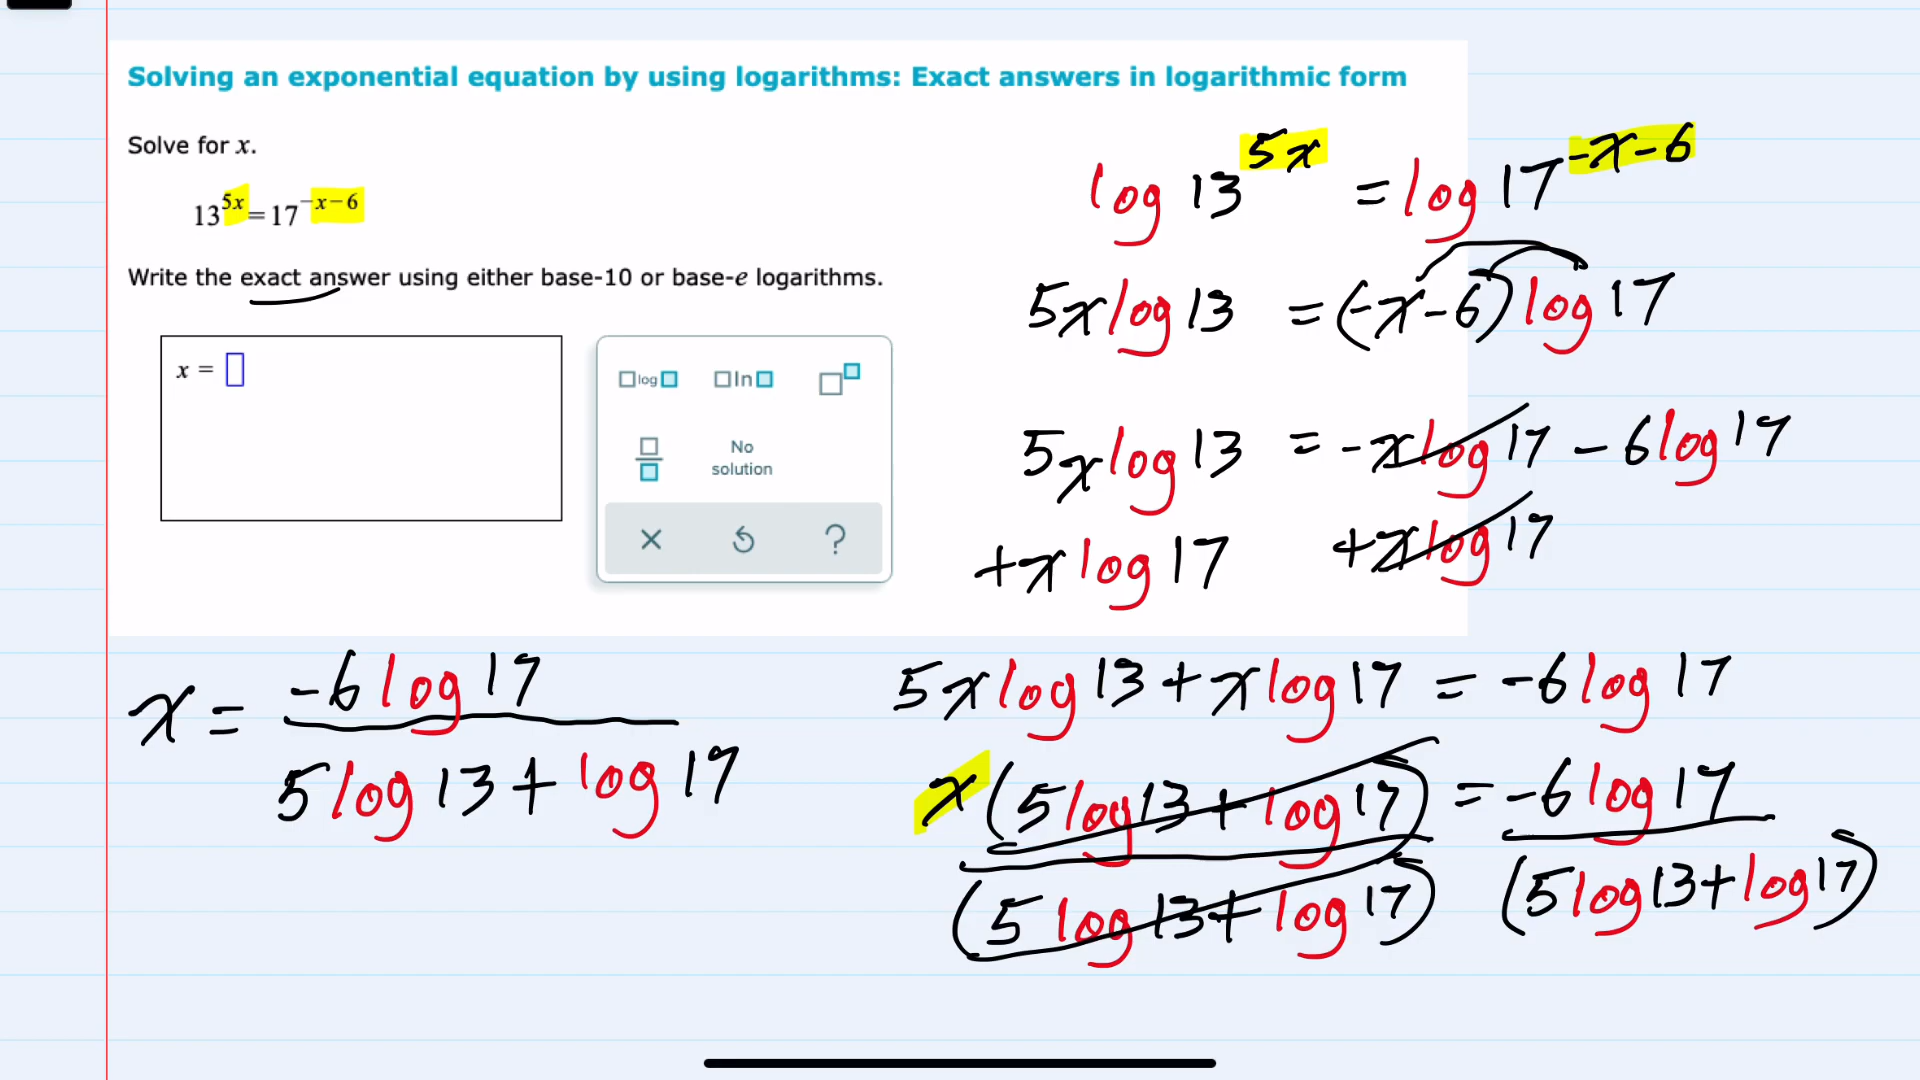 Solving an exponential equation by using logarithms: Exact answers in logarithmic form
Solve for x.
13^{5x} = 17^{-x-6}
Write the exact answer using either base-10 or base-e logarithms.
x = □
□log□ □ln□ □^□
□/□ No solution
× ↺ ?
log 13^{5x} = log 17^{-x-6}
5x log 13 = (-x-6) log 17
5x log 13 = -x log 17 - 6 log 17
+x log 17 +x log 17
5x log 13 + x log 17 = -6 log 17
x (5 log 13 + log 17) = -6 log 17
(5 log 13 + log 17) (5 log 13 + log 17)
x = -6 log 17
5 log 13 + log 17